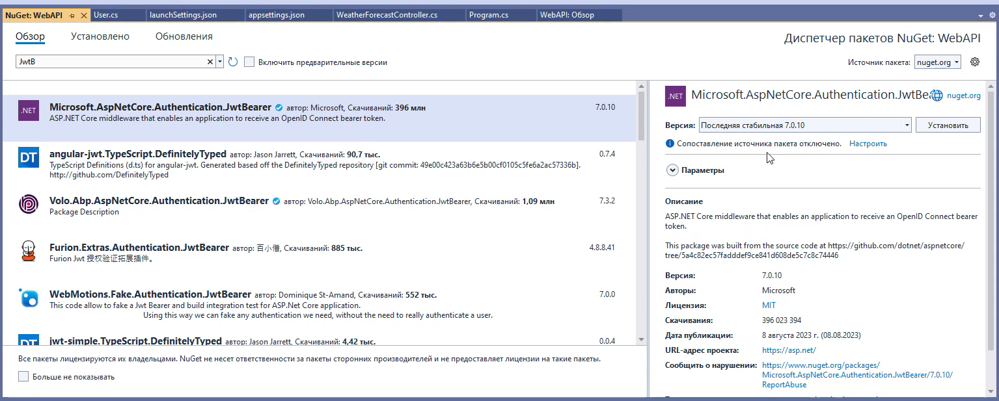 NuGet: WebAPI
User.cs
launchSettings.json
appsettings.json
WeatherForecastController.cs
Program.cs
WebAPI: Обзор
Обзор
Установлено
Обновления
Диспетчер пакетов NuGet: WebAPI
JwtB
Включить предварительные версии
Источник пакета: nuget.org
.NET
Microsoft.AspNetCore.Authentication.JwtBearer автор: Microsoft, Скачиваний: 396 млн
7.0.10
ASP.NET Core middleware that enables an application to receive an OpenID Connect bearer token.
DT
angular-jwt.TypeScript.DefinitelyTyped автор: Jason Jarrett, Скачиваний: 90,7 тыс.
0.7.4
TypeScript Definitions (d.ts) for angular-jwt. Generated based off the DefinitelyTyped repository [git commit: 49e00c423a63b6e5b00cf0105c5fe6a2ac57336b].
http://github.com/DefinitelyTyped
Volo.Abp.AspNetCore.Authentication.JwtBearer автор: Volo.Abp.AspNetCore.Authentication.JwtBearer, Скачиваний: 1,09 млн
7.3.2
Package Description
Furion.Extras.Authentication.JwtBearer автор: 百小僧, Скачиваний: 885 тыс.
4.8.8.41
Furion Jwt 授权验证拓展插件。
WebMotions.Fake.Authentication.JwtBearer автор: Dominique St-Amand, Скачиваний: 552 тыс.
7.0.0
This code allow to fake a Jwt Bearer and build integration test for ASP.Net Core application.
Using this way we can fake any authentication we need, without the need to really authenticate a user.
DT
jwt-simple.TypeScript.DefinitelyTyped автор: Jason Jarrett, Скачиваний: 4,42 тыс.
0.0.4
Все пакеты лицензируются их владельцами. NuGet не несет ответственности за пакеты сторонних производителей и не предоставляет лицензии на такие пакеты.
Больше не показывать
.NET
Microsoft.AspNetCore.Authentication.JwtBe
nuget.org
Версия: Последняя стабильная 7.0.10
Установить
Сопоставление источника пакета отключено. Настроить
Параметры
Описание
ASP.NET Core middleware that enables an application to receive an OpenID Connect bearer
token.
This package was built from the source code at https://github.com/dotnet/aspnetcore/
tree/5a4c82ec57fadddef9ce841d608de5c7c8c74446
Версия: 7.0.10
Авторы: Microsoft
Лицензия: MIT
Скачивания: 396 023 394
Дата публикации: 8 августа 2023 г. (08.08.2023)
URL-адрес проекта: https://asp.net/
Сообщить о нарушении: https://www.nuget.org/packages/
Microsoft.AspNetCore.Authentication.JwtBearer/7.0.10/
ReportAbuse